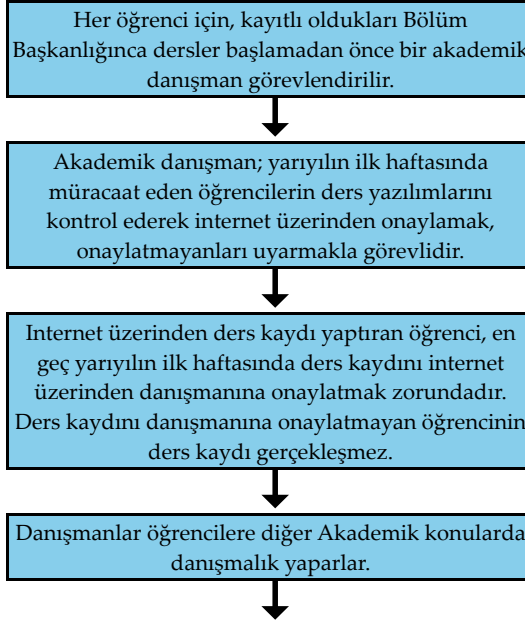 Her öğrenci için, kayıtlı oldukları Bölüm
Başkanlığınca dersler başlamadan önce bir akademik
danışman görevlendirilir.
Akademik danışman; yarıyılın ilk haftasında
müracaat eden öğrencilerin ders yazılımlarını
kontrol ederek internet üzerinden onaylamak,
onaylatmayanları uyarmakla görevlidir.
Internet üzerinden ders kaydı yaptıran öğrenci, en
geç yarıyılın ilk haftasında ders kaydını internet
üzerinden danışmanına onaylatmak zorundadır.
Ders kaydını danışmanına onaylatmayan öğrencinin
ders kaydı gerçekleşmez.
Danışmanlar öğrencilere diğer Akademik konularda
danışmalık yaparlar.